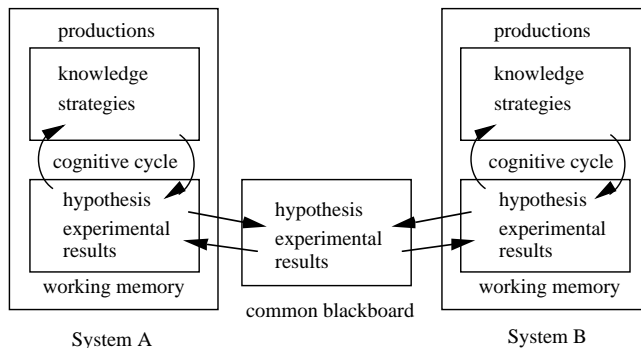 productions
knowledge
strategies
cognitive cycle
hypothesis
experimental
results
working memory
System A
hypothesis
experimental
results
common blackboard
productions
knowledge
strategies
cognitive cycle
hypothesis
experimental
results
working memory
System B